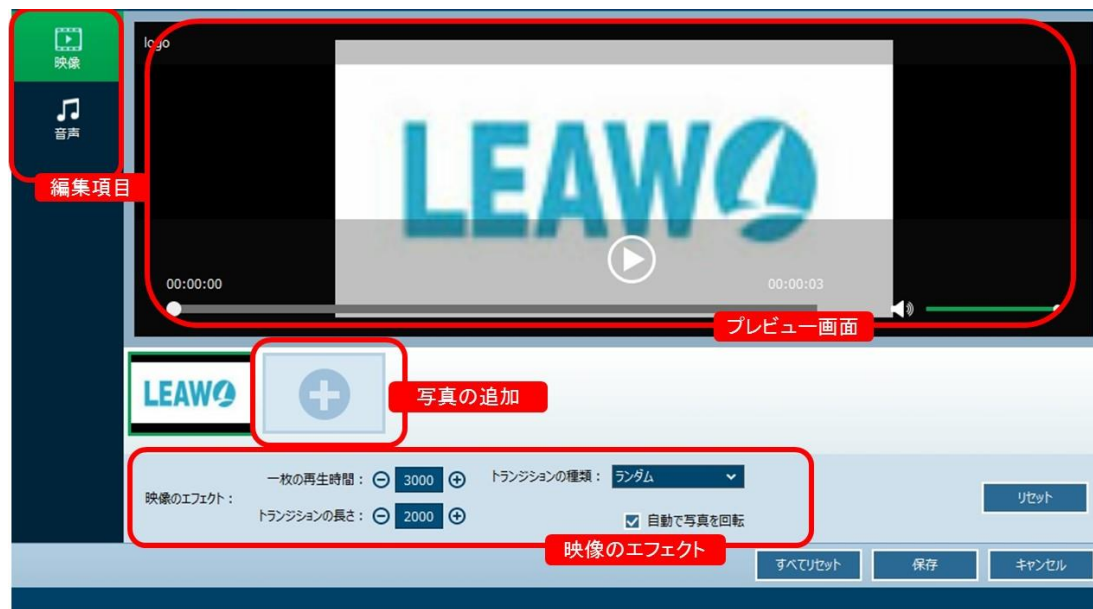 映像
音声
編集項目
logo
LEAWO
00:00:00
00:00:03
プレビュー画面
LEAWO
写真の追加
映像のエフェクト：
一枚の再生時間： 3000
トランジションの種類： ランダム
トランジションの長さ： 2000
自動で写真を回転
リセット
映像のエフェクト
すべてリセット
保存
キャンセル